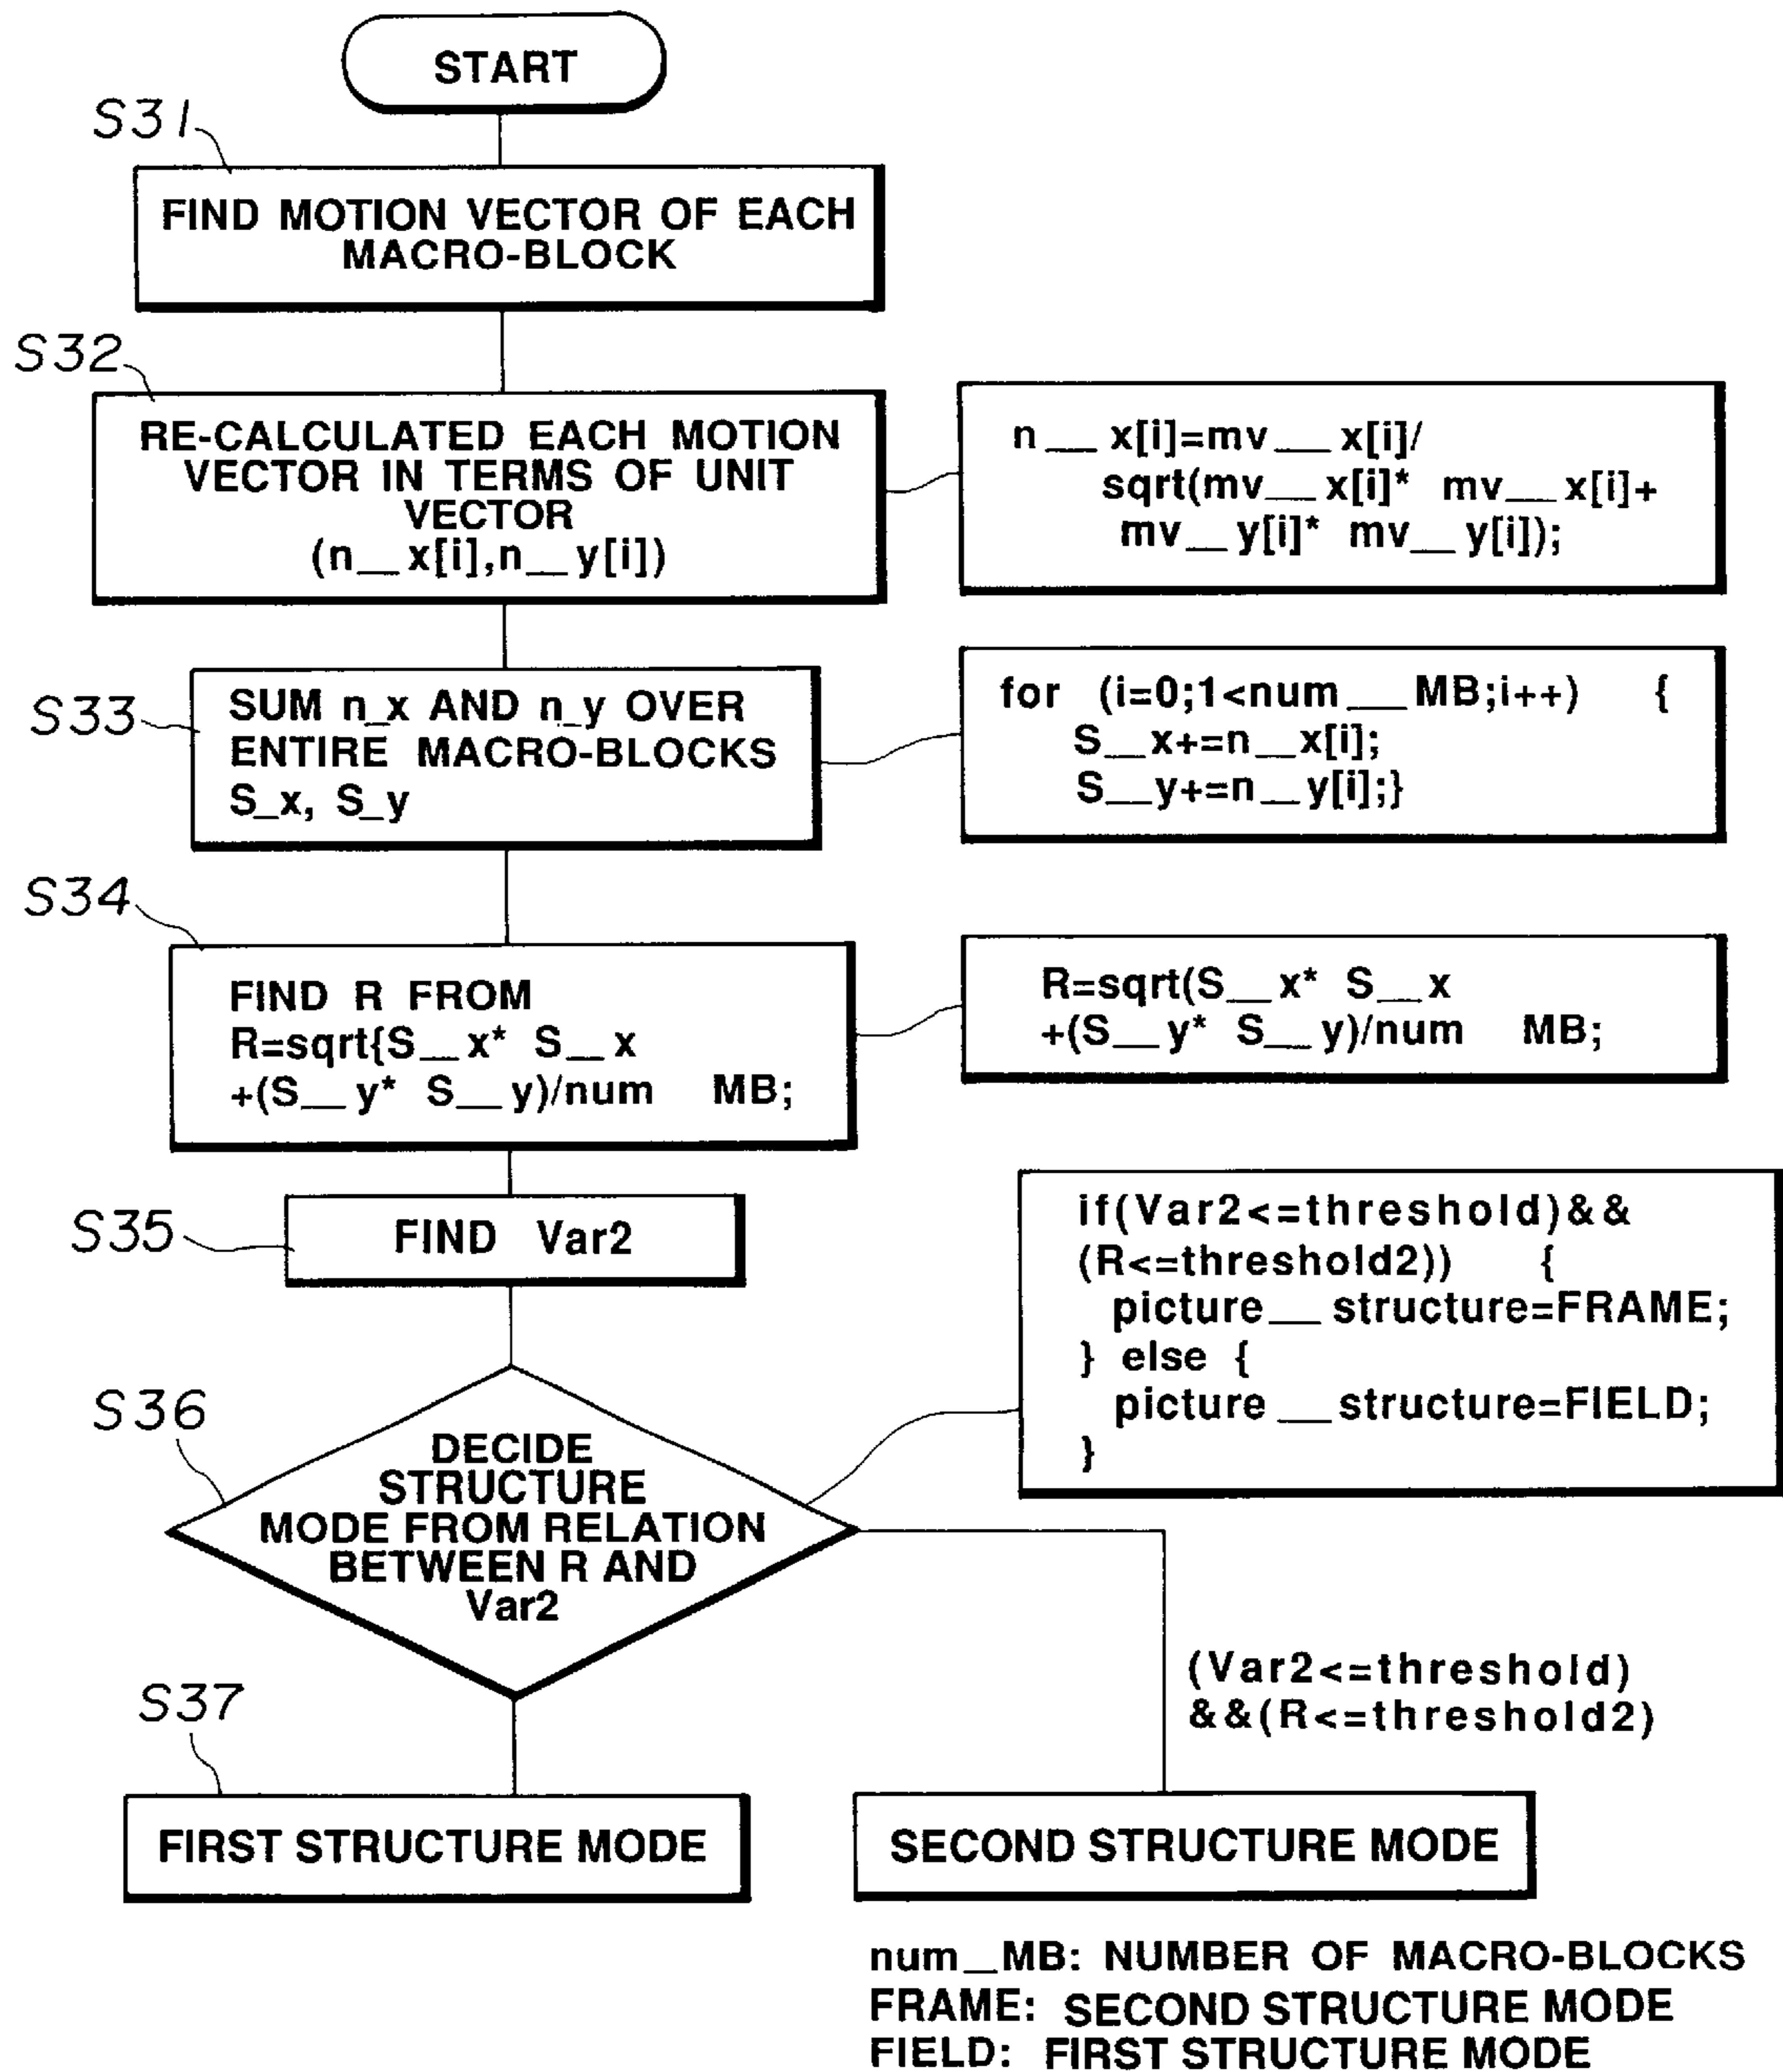 START
S31
FIND MOTION VECTOR OF EACH
MACRO-BLOCK
S32
RE-CALCULATED EACH MOTION
VECTOR IN TERMS OF UNIT
VECTOR
(n__x[i],n__y[i])
n__x[i]=mv__x[i]/
sqrt(mv__x[i]* mv__x[i]+
mv__y[i]* mv__y[i]);
S33
SUM n_x AND n_y OVER
ENTIRE MACRO-BLOCKS
S_x, S_y
for (i=0;1<num__MB;i++) {
S__x+=n__x[i];
S__y+=n__y[i];}
S34
FIND R FROM
R=sqrt{S__x* S__x
+(S__y* S__y)/num MB;
R=sqrt(S__x* S__x
+(S__y* S__y)/num MB;
S35
FIND Var2
if(Var2<=threshold)&&
(R<=threshold2)) {
picture__structure=FRAME;
} else {
picture__structure=FIELD;
}
S36
DECIDE
STRUCTURE
MODE FROM RELATION
BETWEEN R AND
Var2
(Var2<=threshold)
&&(R<=threshold2)
S37
FIRST STRUCTURE MODE
SECOND STRUCTURE MODE
num_MB: NUMBER OF MACRO-BLOCKS
FRAME: SECOND STRUCTURE MODE
FIELD: FIRST STRUCTURE MODE